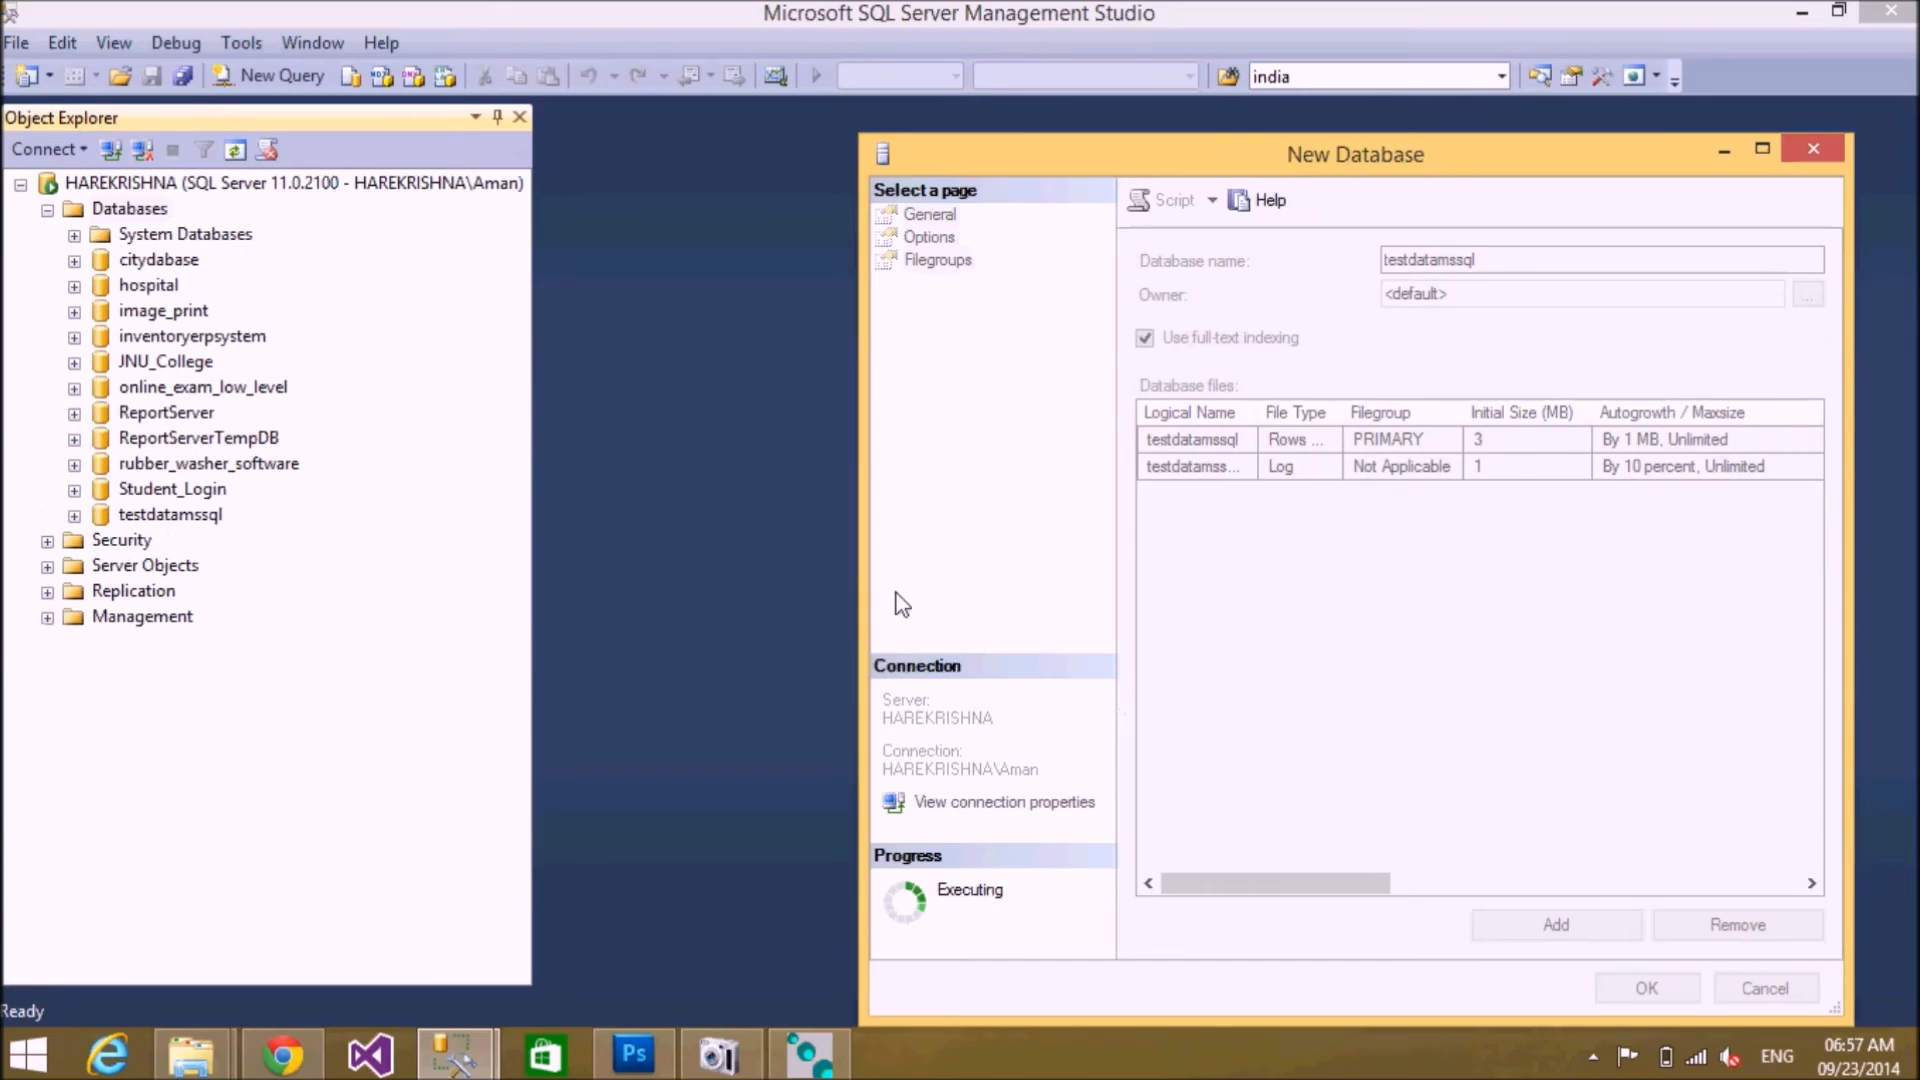 Microsoft SQL Server Management Studio
File Edit View Debug Tools Window Help
New Query
india
Object Explorer
Connect
HAREKRISHNA (SQL Server 11.0.2100 - HAREKRISHNA\Aman)
Databases
System Databases
citydabase
hospital
image_print
inventoryerpsystem
JNU_College
online_exam_low_level
ReportServer
ReportServerTempDB
rubber_washer_software
Student_Login
testdatamssql
Security
Server Objects
Replication
Management
New Database
Select a page
General
Options
Filegroups
Script Help
Database name: testdatamssql
Owner: <default> ...
Use full-text indexing
Database files:
Logical Name File Type Filegroup Initial Size (MB) Autogrowth / Maxsize
testdatamssql Rows ... PRIMARY 3 By 1 MB, Unlimited
testdatamss... Log Not Applicable 1 By 10 percent, Unlimited
Connection
Server:
HAREKRISHNA
Connection:
HAREKRISHNA\Aman
View connection properties
Progress
Executing
Add Remove
OK Cancel
Ready
Ps
ENG
06:57 AM
09/23/2014